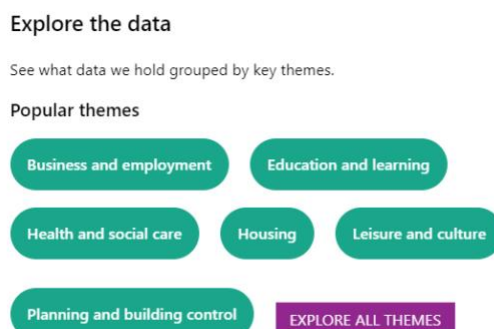 Explore the data
See what data we hold grouped by key themes.
Popular themes
Business and employment
Education and learning
Health and social care
Housing
Leisure and culture
Planning and building control
EXPLORE ALL THEMES